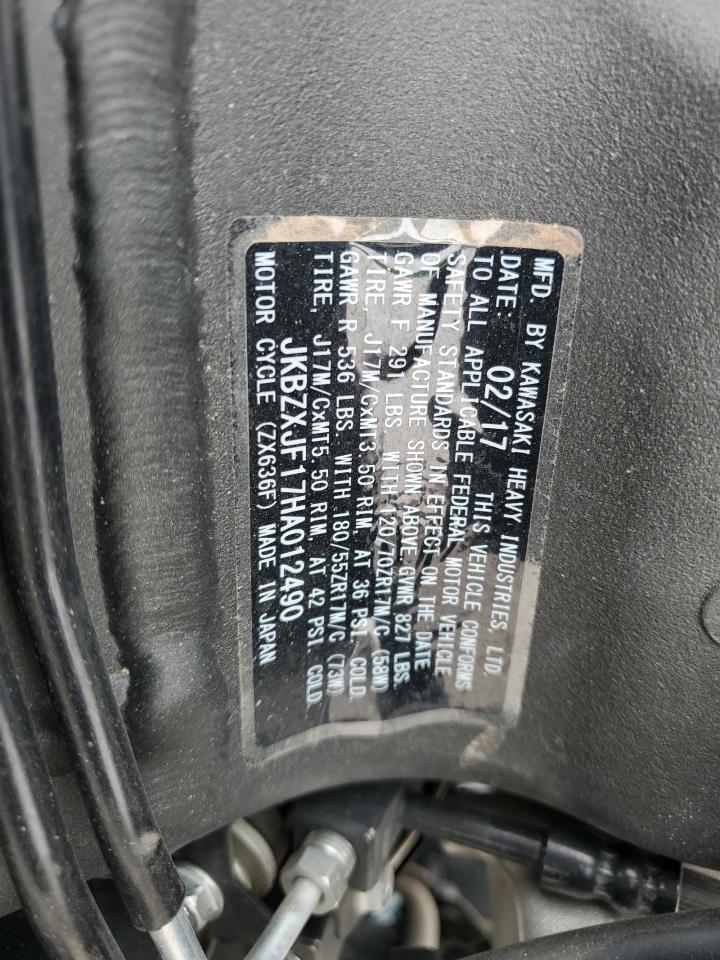 MFD. BY KAWASAKI HEAVY INDUSTRIES, LTD.
DATE: 02/17 THIS VEHICLE CONFORMS
TO ALL APPLICABLE FEDERAL MOTOR VEHICLE
SAFETY STANDARDS IN EFFECT ON THE DATE
OF MANUFACTURE SHOWN ABOVE. GVWR 827 LBS.
GAWR F 291 LBS. WITH 120/70ZR17M/C (58W)
TIRE, J17M/CxMT3.50 RIM, AT 36 PSI. COLD.
GAWR R 536 LBS. WITH 180/55ZR17M/C (73W)
TIRE, J17M/CxMT5.50 RIM, AT 42 PSI. COLD.
JKBZXJF17HA012490
MOTOR CYCLE (ZX636F) MADE IN JAPAN